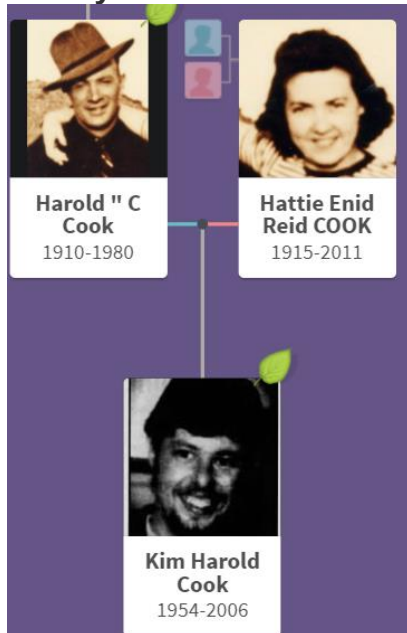 Harold " C
Cook
1910-1980
Hattie Enid
Reid COOK
1915-2011
Kim Harold
Cook
1954-2006